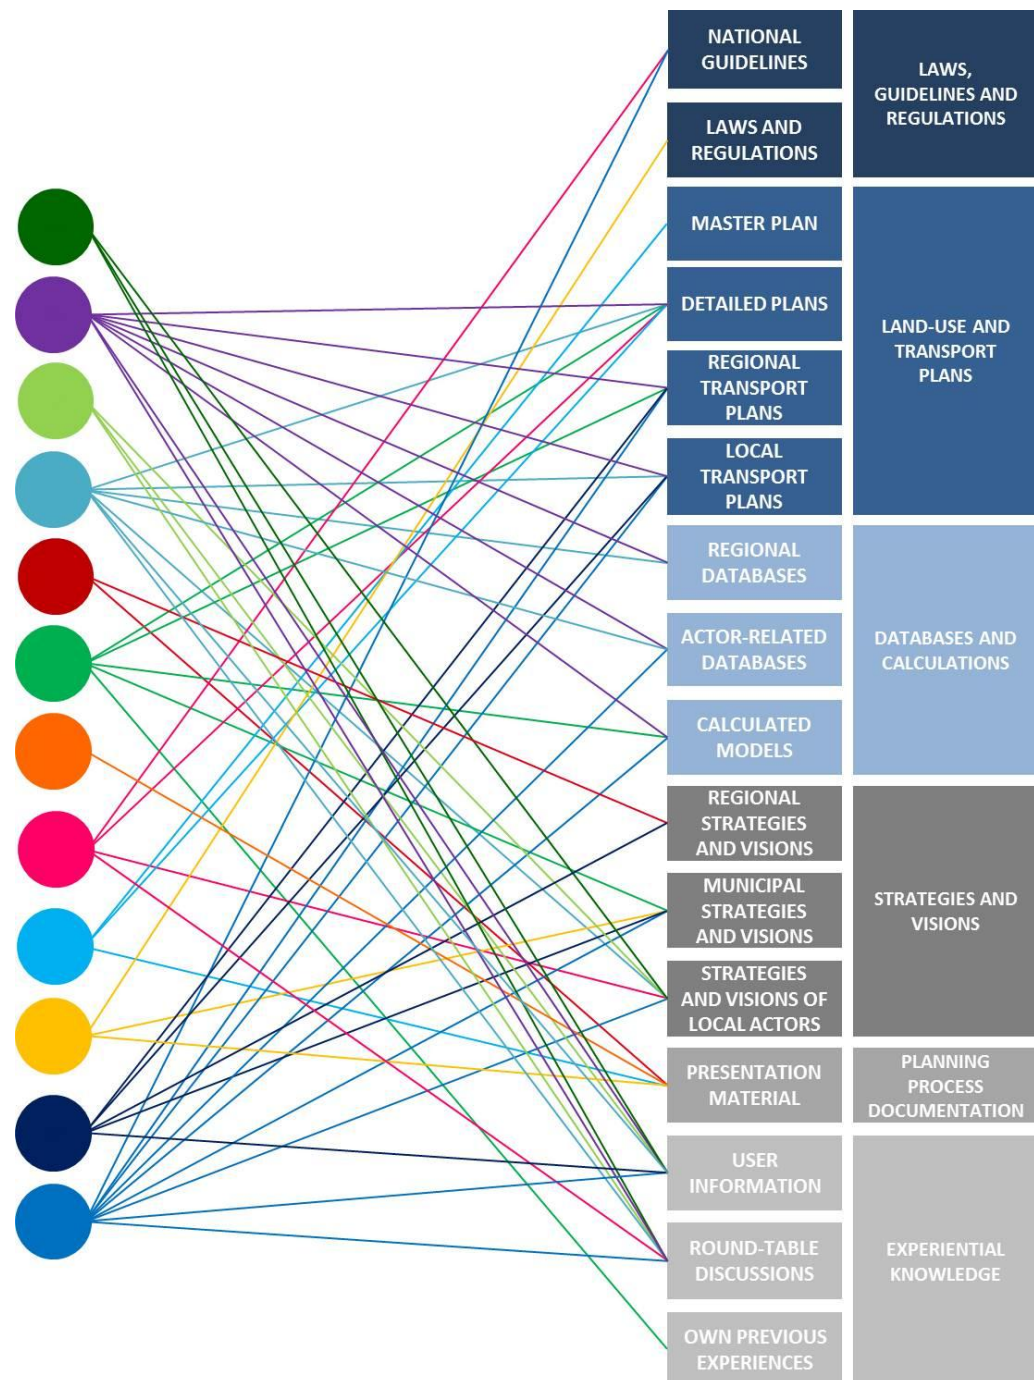 NATIONAL
GUIDELINES
LAWS AND
REGULATIONS
LAWS,
GUIDELINES AND
REGULATIONS
MASTER PLAN
DETAILED PLANS
REGIONAL
TRANSPORT
PLANS
LOCAL
TRANSPORT
PLANS
LAND-USE AND
TRANSPORT
PLANS
REGIONAL
DATABASES
ACTOR-RELATED
DATABASES
CALCULATED
MODELS
DATABASES AND
CALCULATIONS
REGIONAL
STRATEGIES
AND VISIONS
MUNICIPAL
STRATEGIES
AND VISIONS
STRATEGIES
AND VISIONS OF
LOCAL ACTORS
STRATEGIES AND
VISIONS
PRESENTATION
MATERIAL
PLANNING
PROCESS
DOCUMENTATION
USER
INFORMATION
ROUND-TABLE
DISCUSSIONS
OWN PREVIOUS
EXPERIENCES
EXPERIENTIAL
KNOWLEDGE